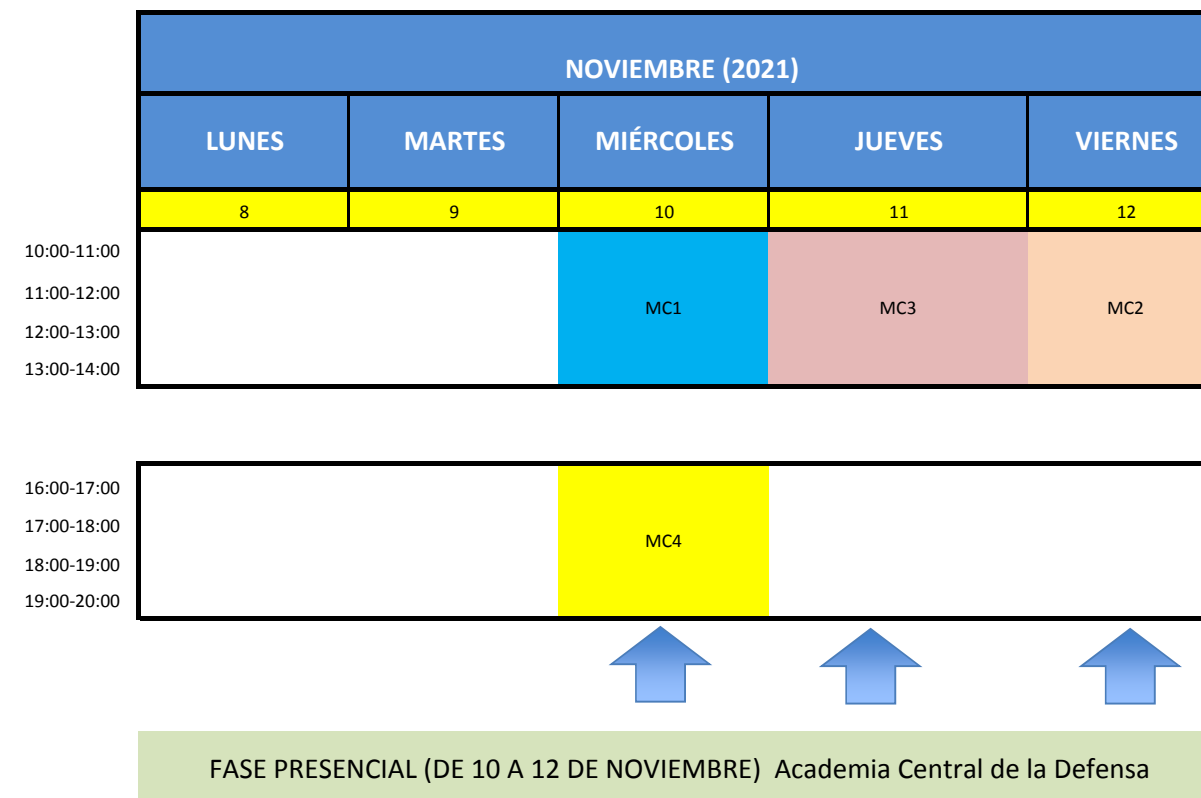 NOVIEMBRE (2021)
LUNES MARTES MIÉRCOLES JUEVES VIERNES
8 9 10 11 12
10:00-11:00
11:00-12:00
MC1 MC3 MC2
12:00-13:00
13:00-14:00
16:00-17:00
17:00-18:00
MC4
18:00-19:00
19:00-20:00
FASE PRESENCIAL (DE 10 A 12 DE NOVIEMBRE) Academia Central de la Defensa